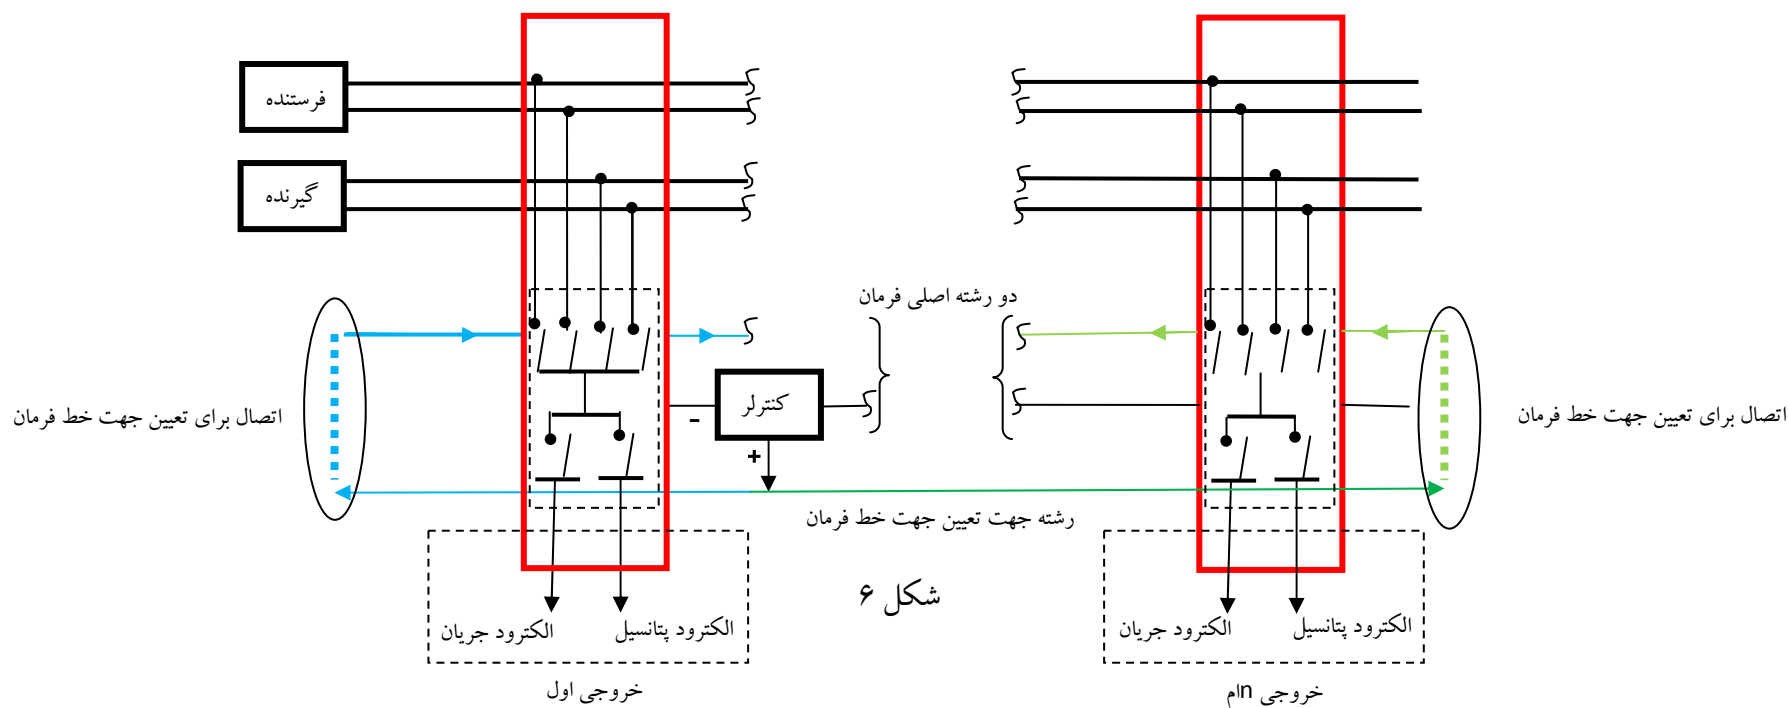 فرستنده
گیرنده
دو رشته اصلی فرمان
کنترلر
-
+
اتصال برای تعیین جهت خط فرمان
اتصال برای تعیین جهت خط فرمان
رشته جهت تعیین جهت خط فرمان
شکل ۶
الکترود پتانسیل
الکترود جریان
الکترود پتانسیل
الکترود جریان
خروجی nام
خروجی اول